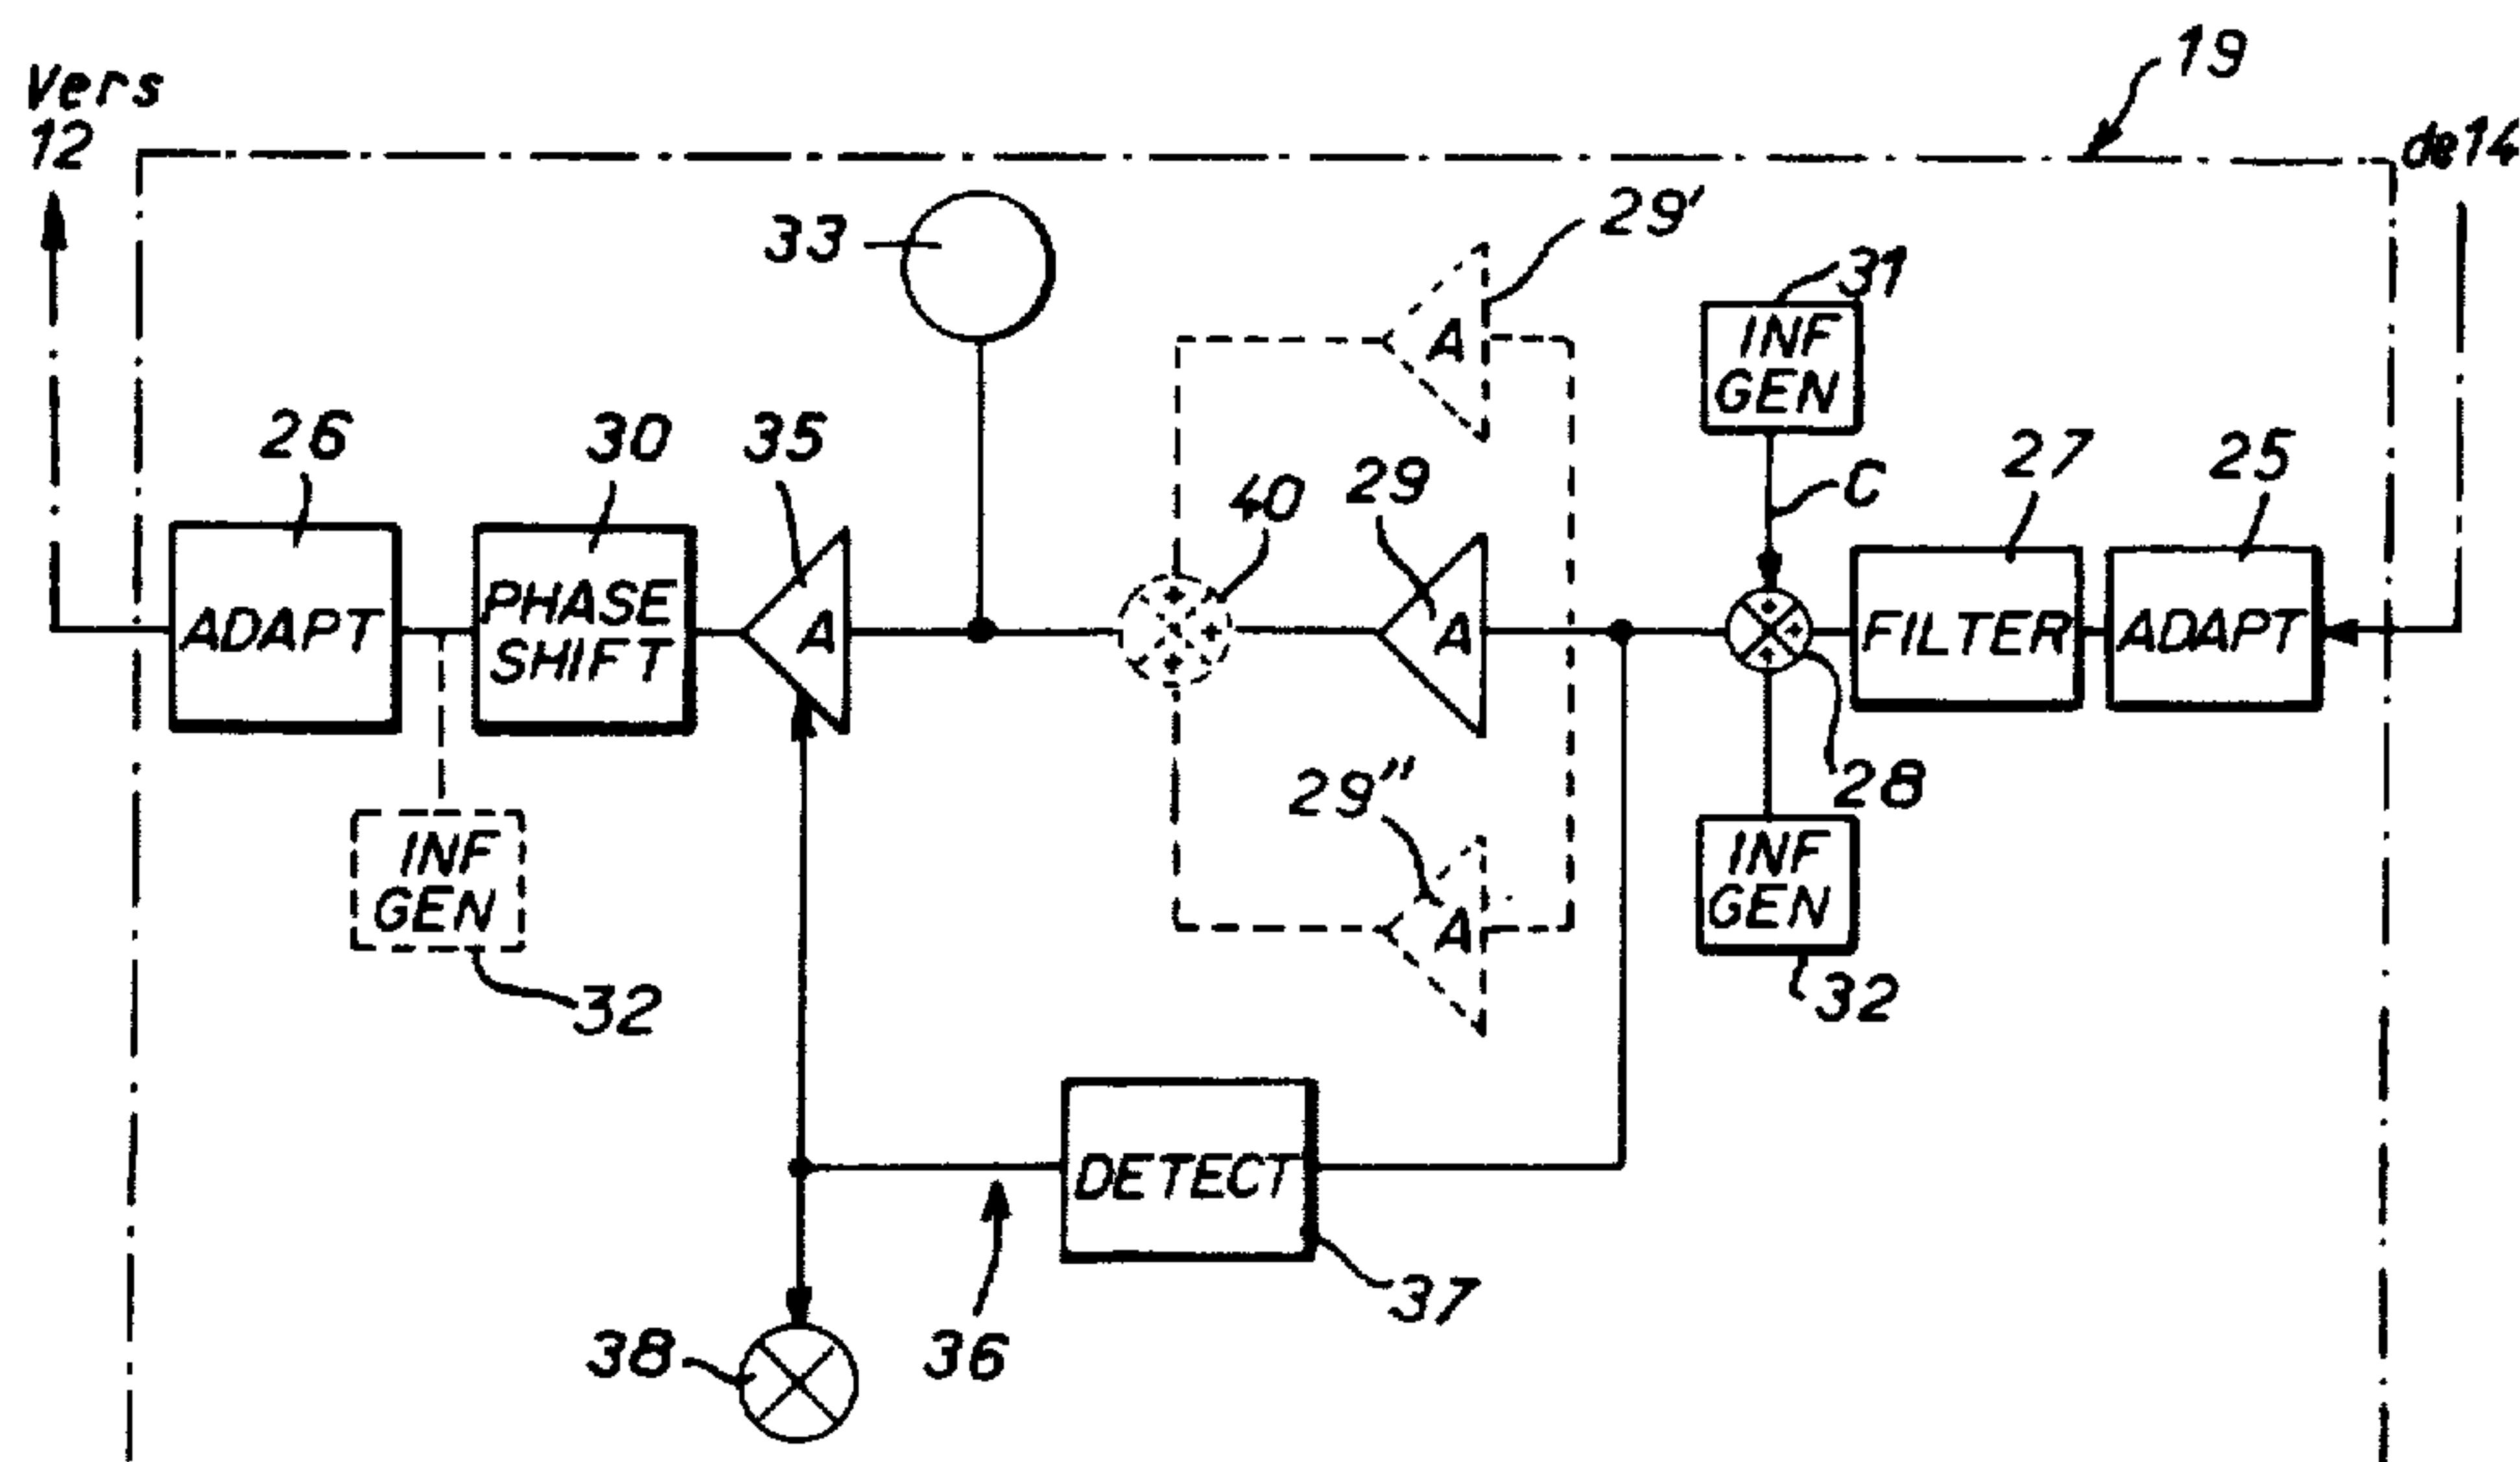 Vers
12
19
de14
33
29'
31
INF
GEN
26
30
35
40
29
C
27
25
A
ADAPT
PHASE
SHIFT
A
A
FILTER
ADAPT
28
29"
INF
GEN
32
A
INF
GEN
32
DETECT
37
38
36